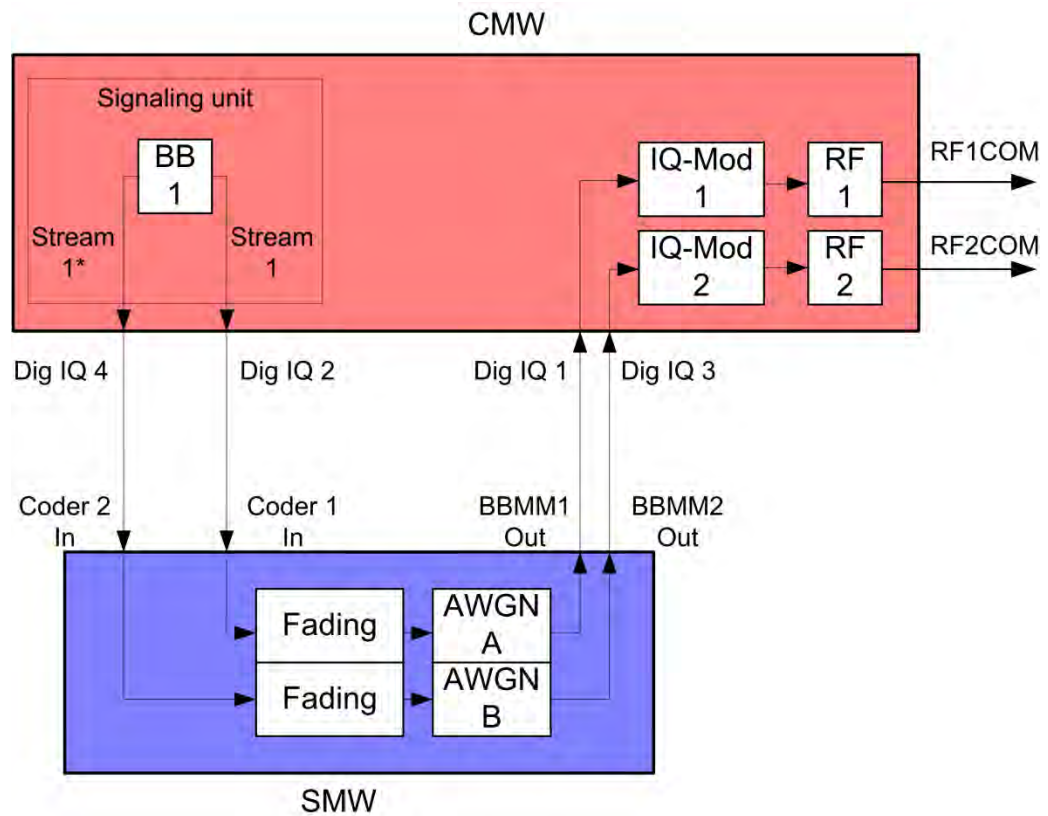 CMW
Signaling unit
BB
1
Stream
1*
Stream
1
IQ-Mod
1
RF
1
RF1COM
IQ-Mod
2
RF
2
RF2COM
Dig IQ 4
Dig IQ 2
Dig IQ 1
Dig IQ 3
Coder 2
In
Coder 1
In
BBMM1
Out
BBMM2
Out
Fading
AWGN
A
Fading
AWGN
B
SMW